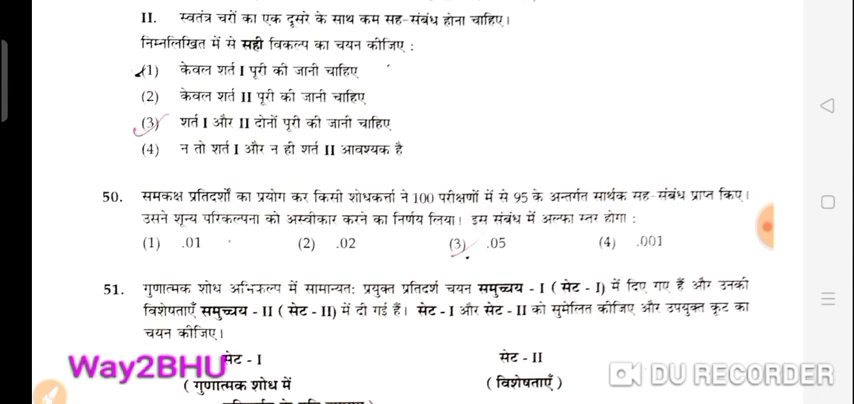 II. स्वतंत्र चरों का एक दूसरे के साथ कम सह-संबंध होना चाहिए।
निम्नलिखित में से सही विकल्प का चयन कीजिए :
(1) केवल शर्त I पूरी की जानी चाहिए
(2) केवल शर्त II पूरी की जानी चाहिए
(3) शर्त I और II दोनों पूरी की जानी चाहिए
(4) न तो शर्त I और न ही शर्त II आवश्यक है
50. समकक्ष प्रतिदर्शों का प्रयोग कर किसी शोधकर्त्ता ने 100 परीक्षणों में से 95 के अन्तर्गत सार्थक सह-संबंध प्राप्त किए।
उसने शून्य परिकल्पना को अस्वीकार करने का निर्णय लिया। इस संबंध में अल्फा स्तर होगा :
(1) .01 (2) .02 (3) .05 (4) .001
51. गुणात्मक शोध अभिकल्प में सामान्यतः प्रयुक्त प्रतिदर्श चयन समुच्चय - I ( सेट - I) में दिए गए हैं और उनकी
विशेषताएँ समुच्चय - II ( सेट - II) में दी गई हैं। सेट - I और सेट - II को सुमेलित कीजिए और उपयुक्त कूट का
चयन कीजिए।
सेट - I सेट - II
Way2BHU
( गुणात्मक शोध में ( विशेषताएँ )
DU RECORDER